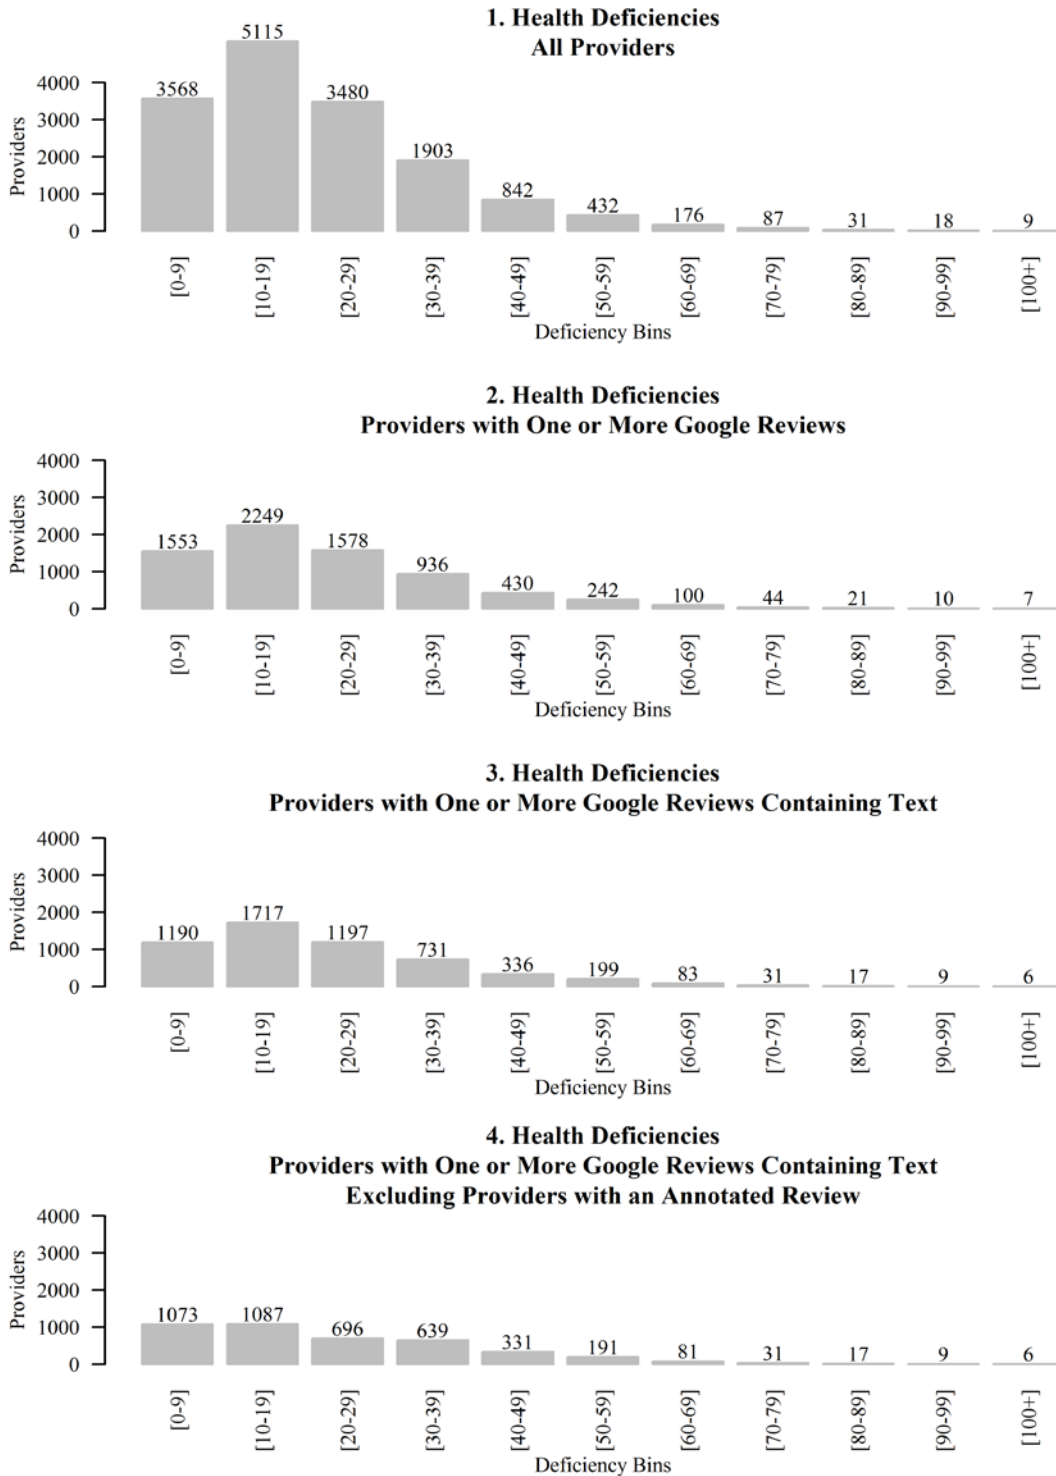 1. Health Deficiencies
All Providers
Providers
4000
3000
2000
1000
0
3568 5115 3480 1903 842 432 176 87 31 18 9
[0-9] [10-19] [20-29] [30-39] [40-49] [50-59] [60-69] [70-79] [80-89] [90-99] [100+]
Deficiency Bins
2. Health Deficiencies
Providers with One or More Google Reviews
Providers
4000
3000
2000
1000
0
1553 2249 1578 936 430 242 100 44 21 10 7
[0-9] [10-19] [20-29] [30-39] [40-49] [50-59] [60-69] [70-79] [80-89] [90-99] [100+]
Deficiency Bins
3. Health Deficiencies
Providers with One or More Google Reviews Containing Text
Providers
4000
3000
2000
1000
0
1190 1717 1197 731 336 199 83 31 17 9 6
[0-9] [10-19] [20-29] [30-39] [40-49] [50-59] [60-69] [70-79] [80-89] [90-99] [100+]
Deficiency Bins
4. Health Deficiencies
Providers with One or More Google Reviews Containing Text
Excluding Providers with an Annotated Review
Providers
4000
3000
2000
1000
0
1073 1087 696 639 331 191 81 31 17 9 6
[0-9] [10-19] [20-29] [30-39] [40-49] [50-59] [60-69] [70-79] [80-89] [90-99] [100+]
Deficiency Bins